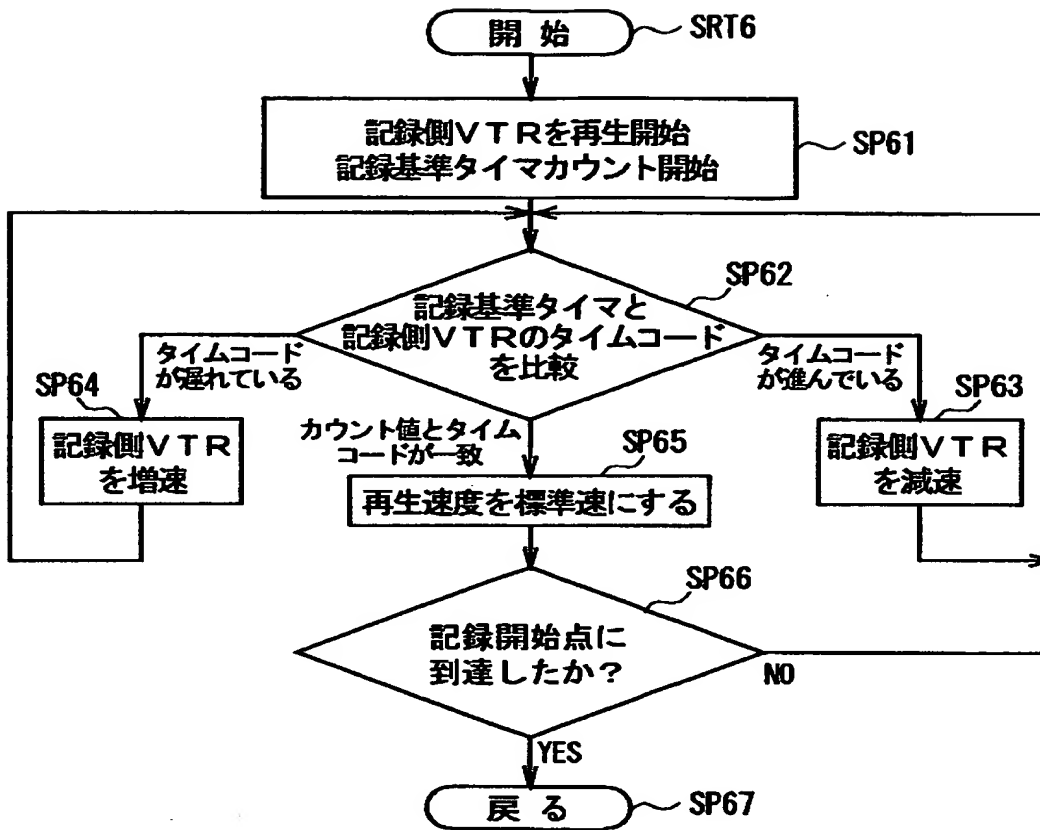 開始
SRT6
記録側VTRを再生開始
記録基準タイマカウント開始
SP61
SP62
記録基準タイマと
記録側VTRのタイムコード
を比較
タイムコード
が遅れている
タイムコード
が進んでいる
SP64
記録側VTR
を増速
カウント値とタイム
コードが一致
SP65
再生速度を標準速にする
SP63
記録側VTR
を減速
SP66
記録開始点に
到達したか?
NO
YES
戻る
SP67